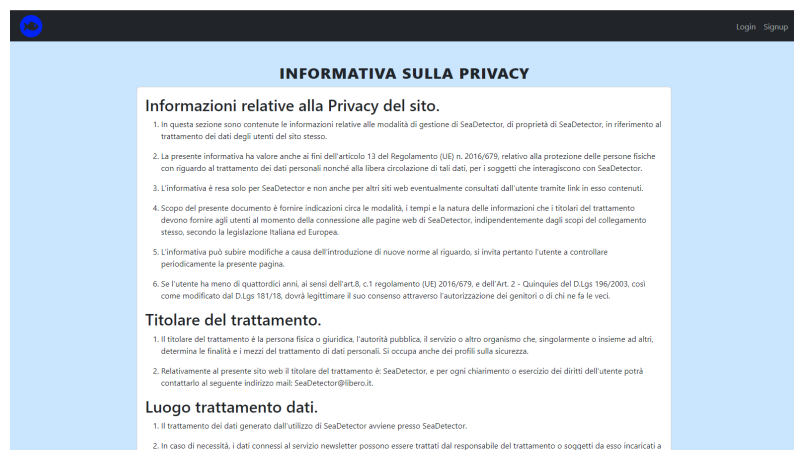 Login Signup
INFORMATIVA SULLA PRIVACY
Informazioni relative alla Privacy del sito.
1. In questa sezione sono contenute le informazioni relative alle modalità di gestione di SeaDetector, di proprietà di SeaDetector, in riferimento al
trattamento dei dati degli utenti del sito stesso.
2. La presente informativa ha valore anche ai fini dell'articolo 13 del Regolamento (UE) n. 2016/679, relativo alla protezione delle persone fisiche
con riguardo al trattamento dei dati personali nonché alla libera circolazione di tali dati, per i soggetti che interagiscono con SeaDetector.
3. L'informativa è resa solo per SeaDetector e non anche per altri siti web eventualmente consultati dall'utente tramite link in esso contenuti.
4. Scopo del presente documento è fornire indicazioni circa le modalità, i tempi e la natura delle informazioni che i titolari del trattamento
devono fornire agli utenti al momento della connessione alle pagine web di SeaDetector, indipendentemente dagli scopi del collegamento
stesso, secondo la legislazione Italiana ed Europea.
5. L'informativa può subire modifiche a causa dell'introduzione di nuove norme al riguardo, si invita pertanto l'utente a controllare
periodicamente la presente pagina.
6. Se l'utente ha meno di quattordici anni, ai sensi dell'art.8, c.1 regolamento (UE) 2016/679, e dell'Art. 2 - Quinquies del D.Lgs 196/2003, così
come modificato dal D.Lgs 181/18, dovrà legittimare il suo consenso attraverso l'autorizzazione dei genitori o di chi ne fa le veci.
Titolare del trattamento.
1. Il titolare del trattamento è la persona fisica o giuridica, l'autorità pubblica, il servizio o altro organismo che, singolarmente o insieme ad altri,
determina le finalità e i mezzi del trattamento di dati personali. Si occupa anche dei profili sulla sicurezza.
2. Relativamente al presente sito web il titolare del trattamento è: SeaDetector, e per ogni chiarimento o esercizio dei diritti dell'utente potrà
contattarlo al seguente indirizzo mail: SeaDetector@libero.it.
Luogo trattamento dati.
1. Il trattamento dei dati generato dall'utilizzo di SeaDetector avviene presso SeaDetector.
2. In caso di necessità, i dati connessi al servizio newsletter possono essere trattati dal responsabile del trattamento o soggetti da esso incaricati a